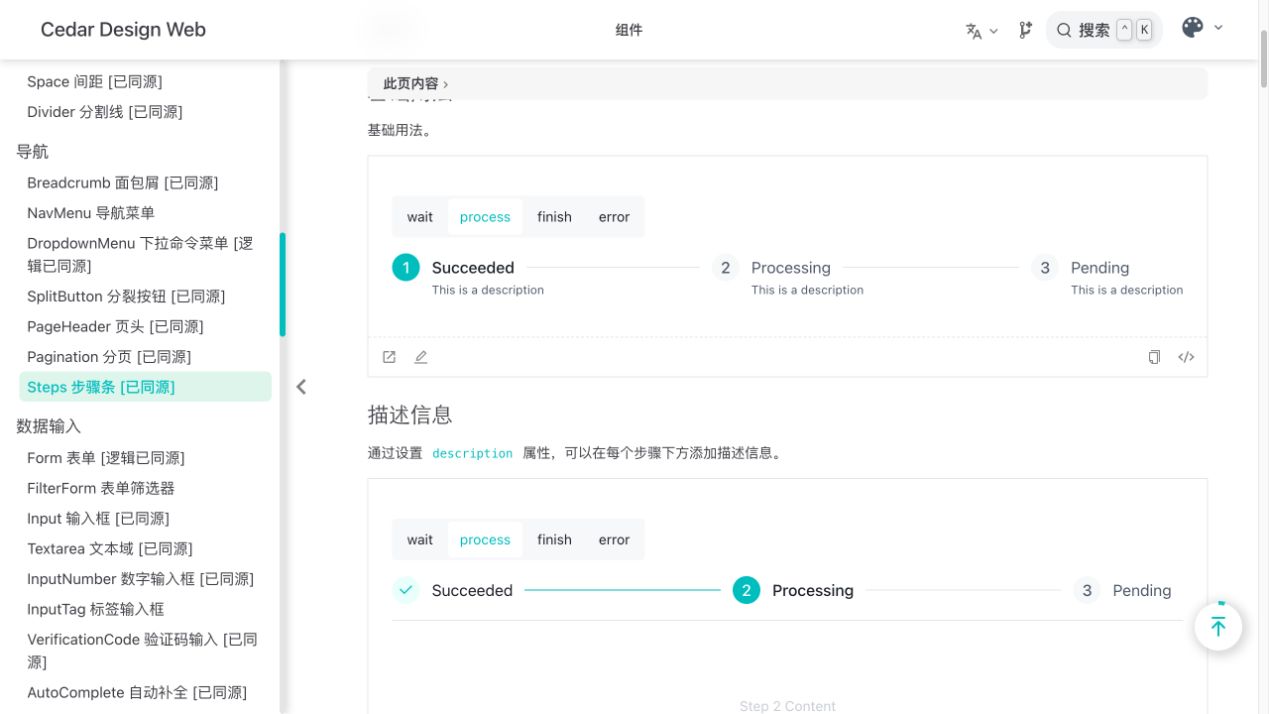 Cedar Design Web
组件
搜索 ^ K
Space 间距 [已同源]
Divider 分割线 [已同源]
导航
Breadcrumb 面包屑 [已同源]
NavMenu 导航菜单
DropdownMenu 下拉命令菜单 [逻
辑已同源]
SplitButton 分裂按钮 [已同源]
PageHeader 页头 [已同源]
Pagination 分页 [已同源]
Steps 步骤条 [已同源]
数据输入
Form 表单 [逻辑已同源]
FilterForm 表单筛选器
Input 输入框 [已同源]
Textarea 文本域 [已同源]
InputNumber 数字输入框 [已同源]
InputTag 标签输入框
VerificationCode 验证码输入 [已同
源]
AutoComplete 自动补全 [已同源]
此页内容 ›
基础用法。
wait process finish error
1 Succeeded 2 Processing 3 Pending
This is a description This is a description This is a description
描述信息
通过设置 description 属性，可以在每个步骤下方添加描述信息。
wait process finish error
Succeeded 2 Processing 3 Pending
Step 2 Content